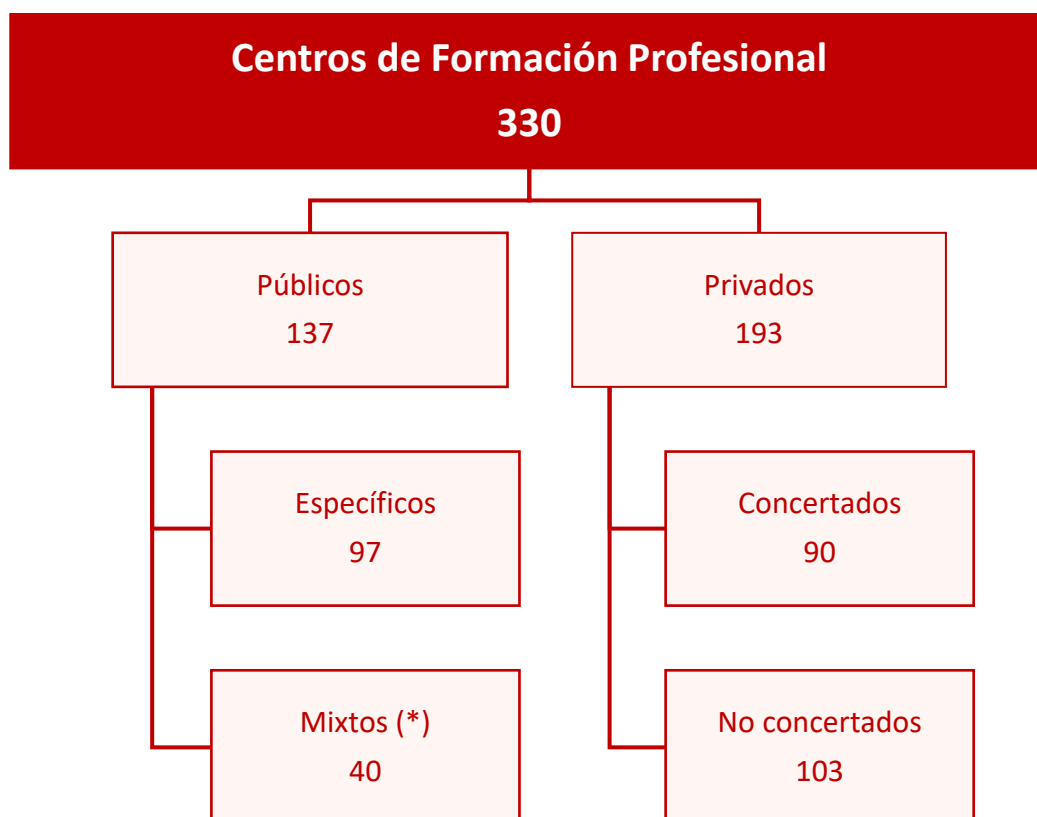 Centros de Formación Profesional
330
Públicos
137
Privados
193
Específicos
97
Concertados
90
Mixtos (*)
40
No concertados
103